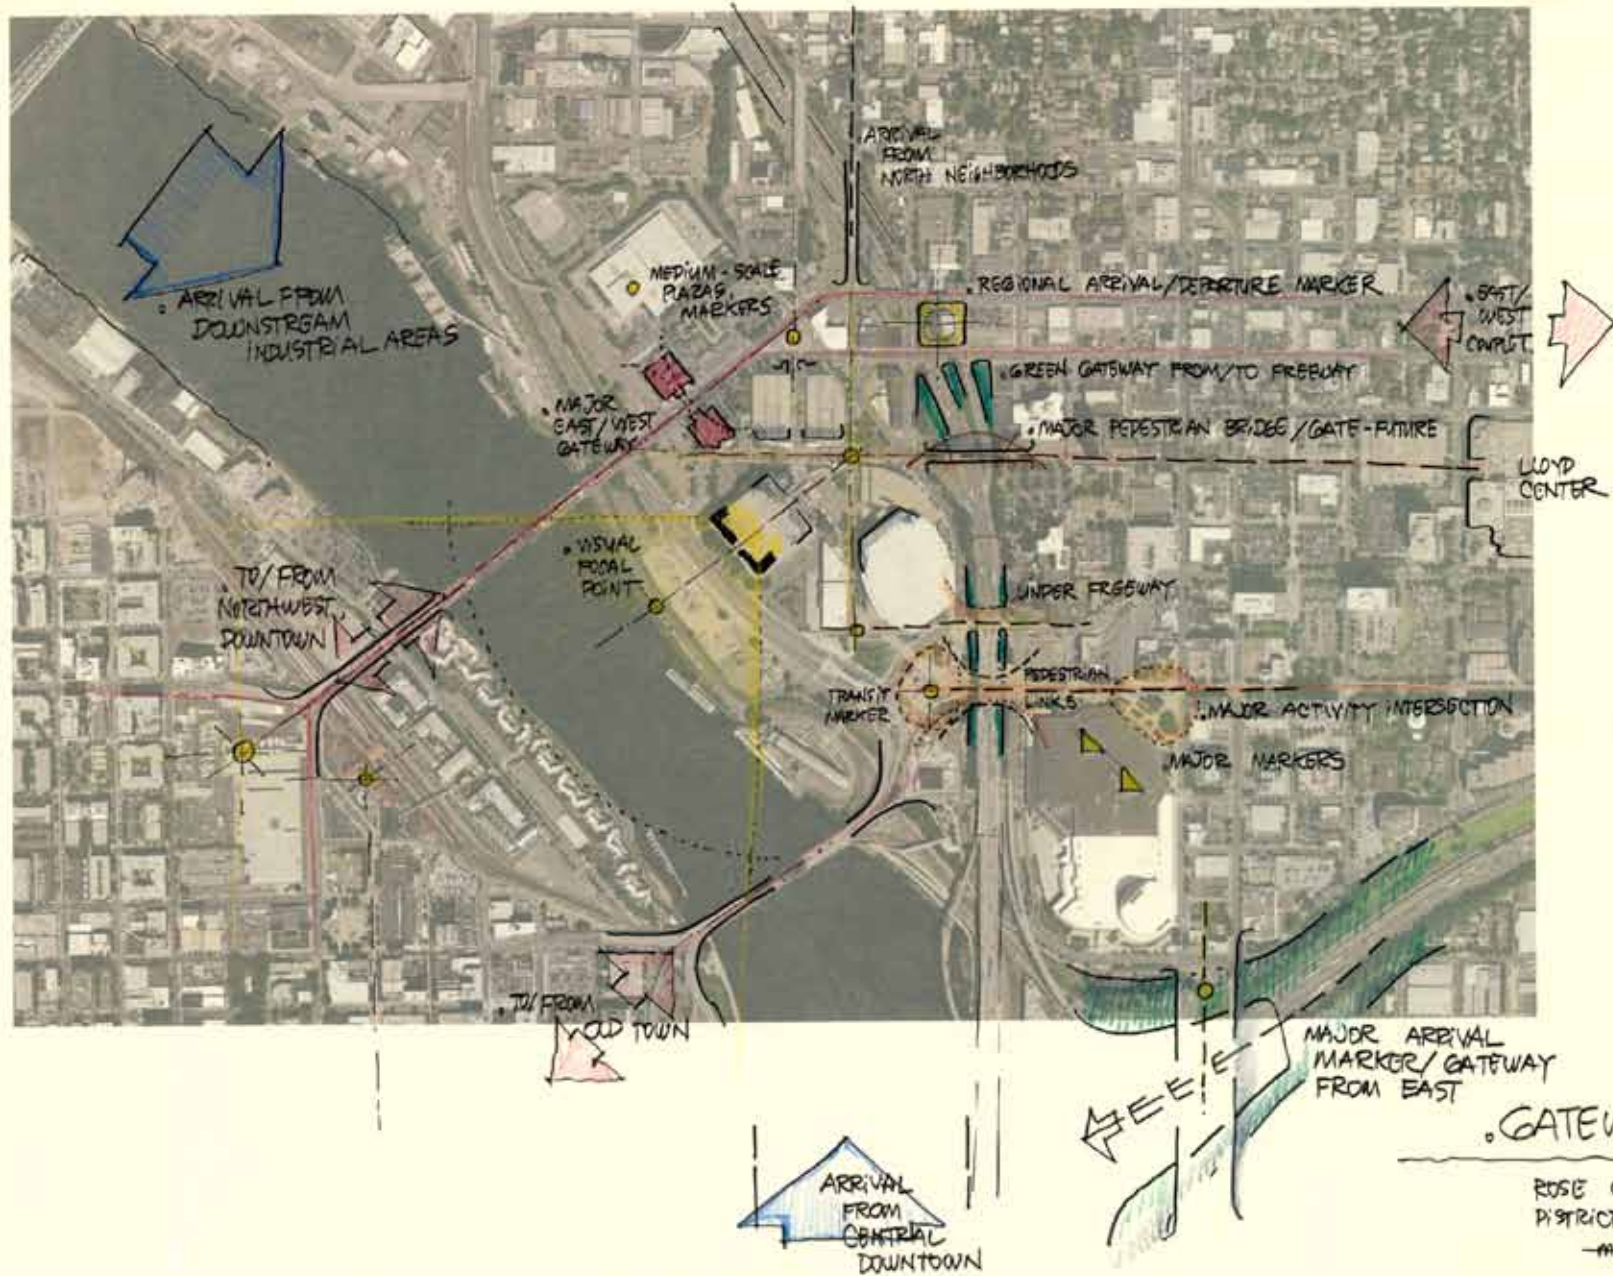 . ARRIVAL FROM
NORTH NEIGHBORHOODS
MEDIUM-SCALE
PLAZAS,
MARKERS
. REGIONAL ARRIVAL/DEPARTURE MARKER
. EAST/
WEST
COUPLET
. ARRIVAL FROM
DOWNSTREAM
INDUSTRIAL AREAS
. GREEN GATEWAY FROM/TO FREEWAY
. MAJOR
EAST/WEST
GATEWAY
. MAJOR PEDESTRIAN BRIDGE/GATE-FUTURE
LLOYD
CENTER
. VISUAL
FOCAL
POINT
. TO/FROM
NORTHWEST
DOWNTOWN
UNDER FREEWAY
TRANSIT
MARKER
PEDESTRIAN
LINKS
. MAJOR ACTIVITY INTERSECTION
. MAJOR MARKERS
. TO/FROM
OLD TOWN
MAJOR ARRIVAL
MARKER/GATEWAY
FROM EAST
ARRIVAL
FROM
CENTRAL
DOWNTOWN
ROSE